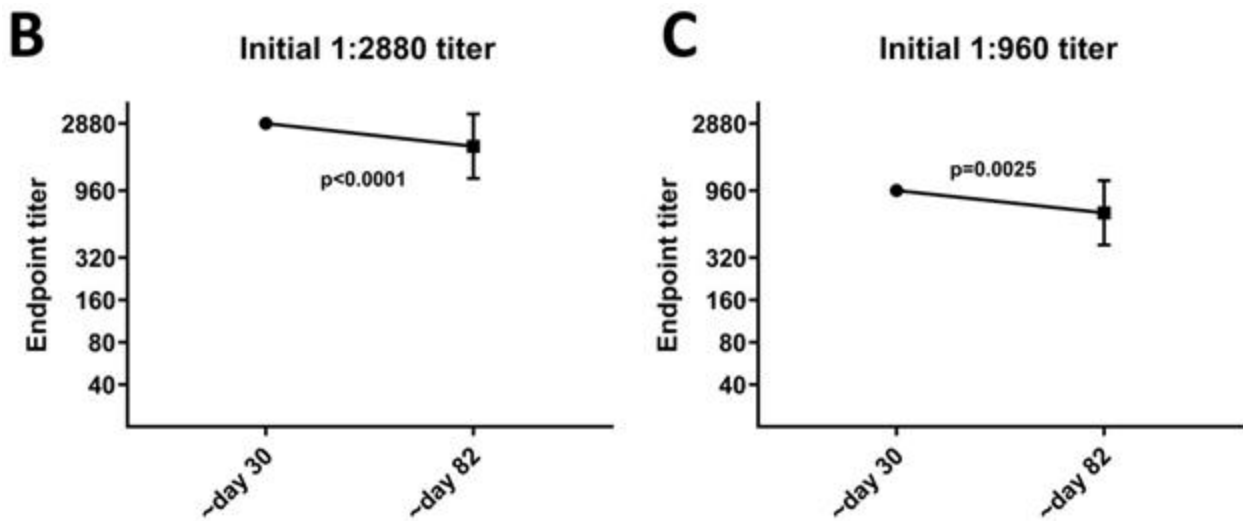 B
Initial 1:2880 titer
Endpoint titer
2880
960
320
160
80
40
p<0.0001
~day 30
~day 82
C
Initial 1:960 titer
Endpoint titer
2880
960
320
160
80
40
p=0.0025
~day 30
~day 82